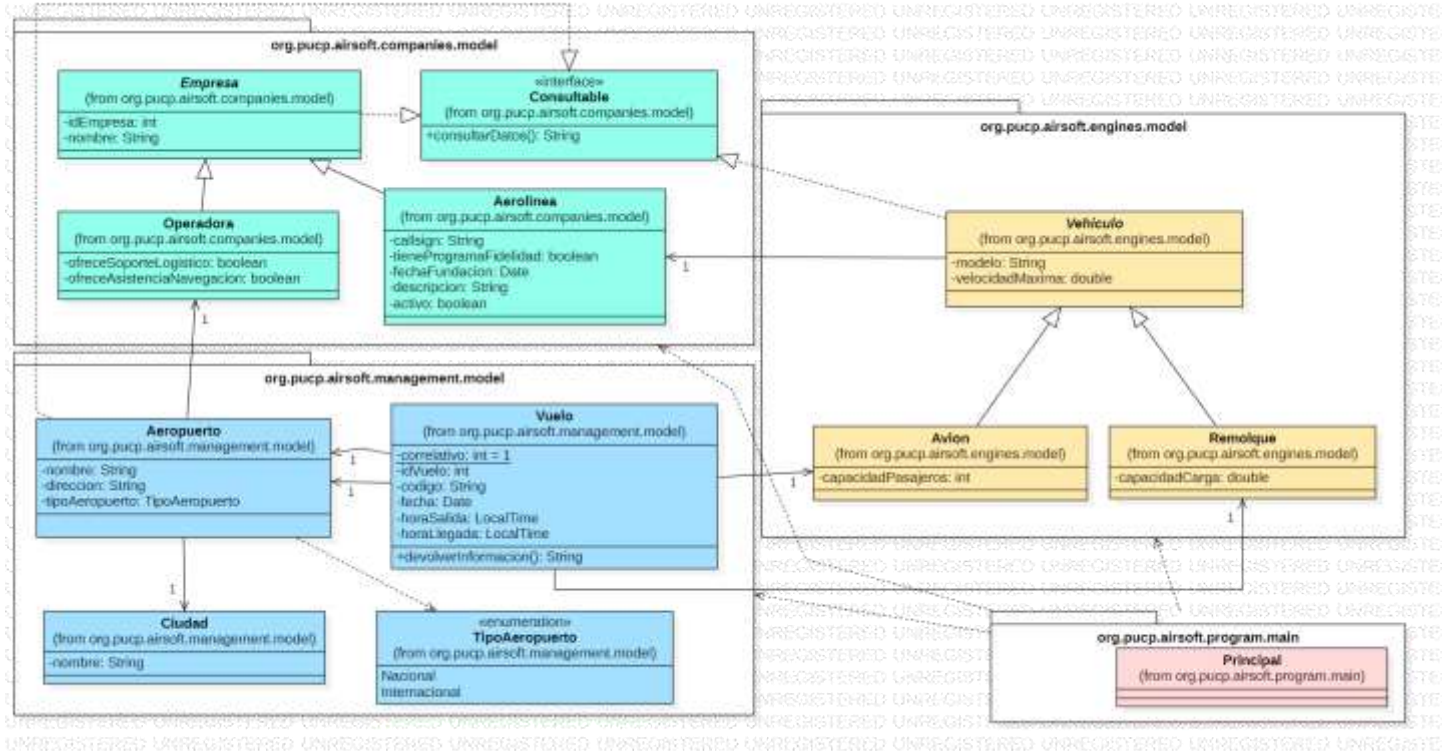 org.pucp.airsoft.companies.model
Empresa
(from org.pucp.airsoft.companies.model)
-idEmpresa: int
-nombre: String
«interface»
Consultable
(from org.pucp.airsoft.companies.model)
+consultarDatos(): String
Operadora
(from org.pucp.airsoft.companies.model)
-ofreceSoporteLogistico: boolean
-ofreceAsistenciaNavegacion: boolean
Aerolinea
(from org.pucp.airsoft.companies.model)
-callsign: String
-tieneProgramaFidelidad: boolean
-fechaFundacion: Date
-descripcion: String
-activo: boolean
1
1
org.pucp.airsoft.engines.model
Vehiculo
(from org.pucp.airsoft.engines.model)
-modelo: String
-velocidadMaxima: double
Avion
(from org.pucp.airsoft.engines.model)
-capacidadPasajeros: int
Remolque
(from org.pucp.airsoft.engines.model)
-capacidadCarga: double
1
1
org.pucp.airsoft.management.model
Aeropuerto
(from org.pucp.airsoft.management.model)
-nombre: String
-direccion: String
-tipoAeropuerto: TipoAeropuerto
1
1
Vuelo
(from org.pucp.airsoft.management.model)
-correlativo: int = 1
-idVuelo: int
-codigo: String
-fecha: Date
-horaSalida: LocalTime
-horaLlegada: LocalTime
+devolverInformacion(): String
1
Ciudad
(from org.pucp.airsoft.management.model)
-nombre: String
«enumeration»
TipoAeropuerto
(from org.pucp.airsoft.management.model)
Nacional
Internacional
org.pucp.airsoft.program.main
Principal
(from org.pucp.airsoft.program.main)
UNREGISTERED